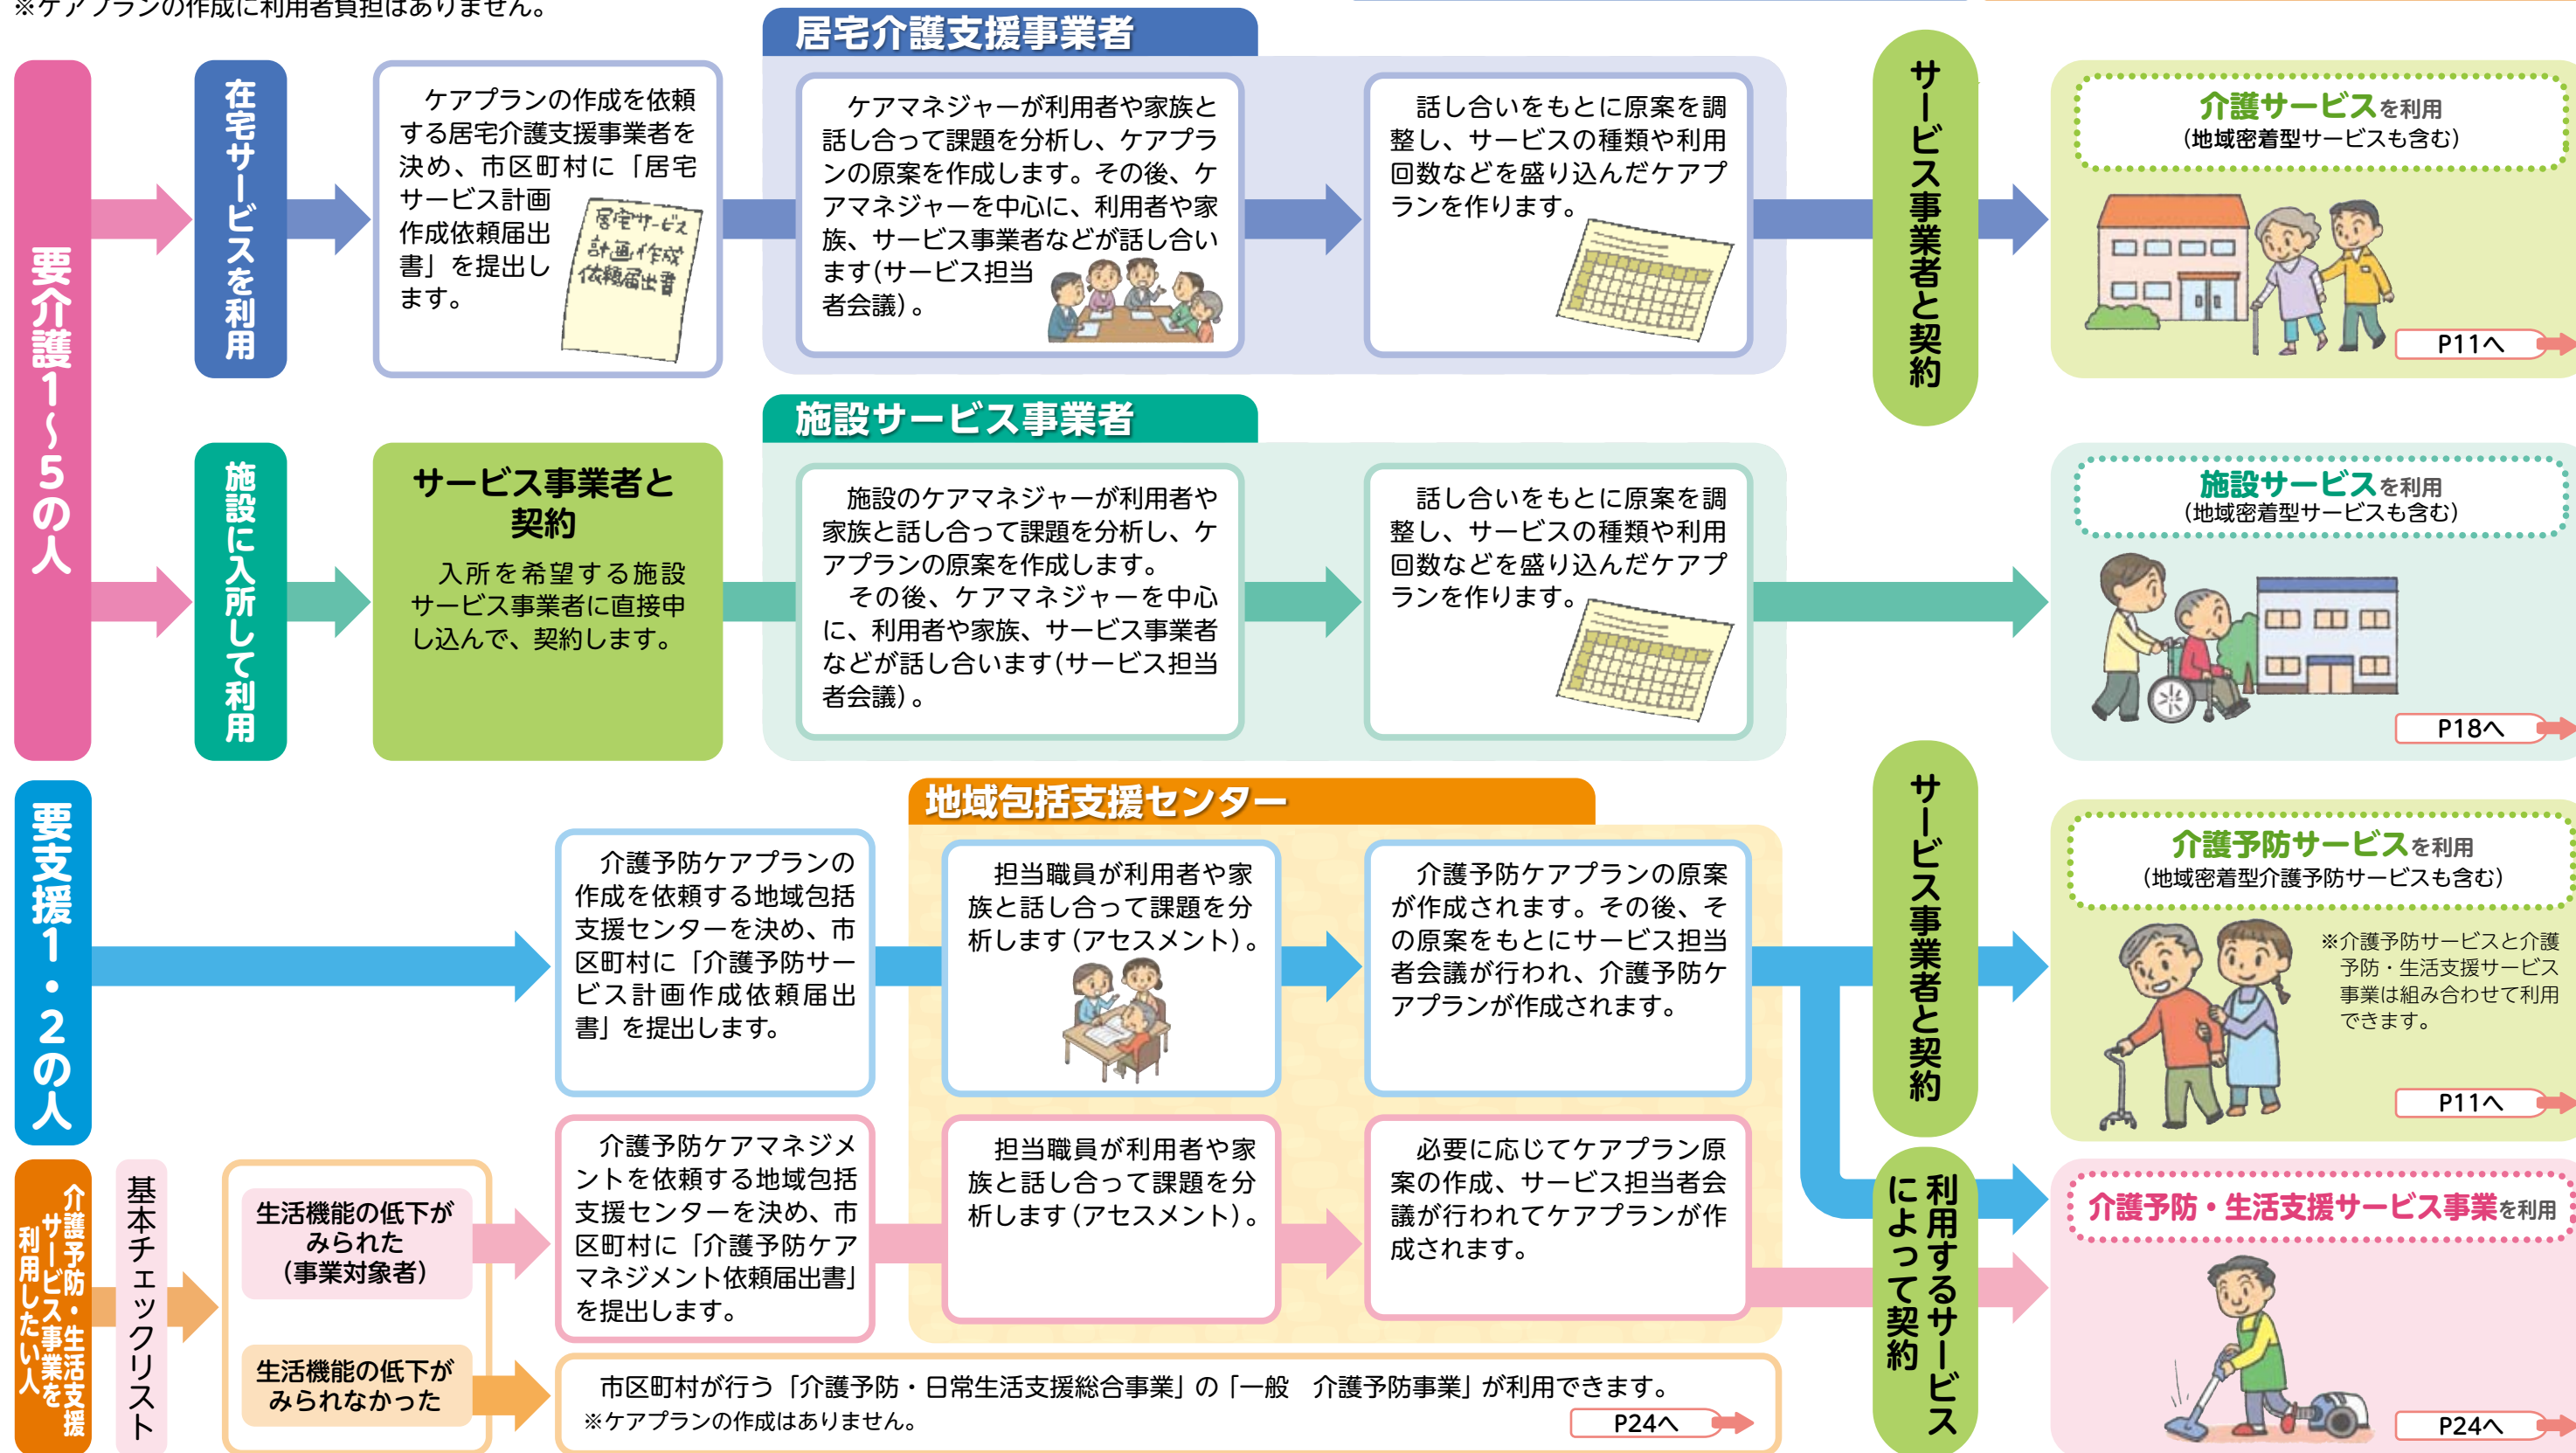 ※ケアプランの作成に利用者負担はありません。
要介護1〜5の人
在宅サービスを利用
ケアプランの作成を依頼
する居宅介護支援事業者を
決め、市区町村に「居宅
サービス計画
作成依頼届出
書」を提出し
ます。
居宅サービス
計画作成
依頼届出書
居宅介護支援事業者
ケアマネジャーが利用者や家族と
話し合って課題を分析し、ケアプラ
ンの原案を作成します。その後、ケ
アマネジャーを中心に、利用者や家
族、サービス事業者などが話し合い
ます(サービス担当
者会議)。
話し合いをもとに原案を調
整し、サービスの種類や利用
回数などを盛り込んだケアプ
ランを作ります。
サービス事業者と契約
介護サービスを利用
(地域密着型サービスも含む)
P11へ
施設に入所して利用
サービス事業者と
契約
入所を希望する施設
サービス事業者に直接申
し込んで、契約します。
施設サービス事業者
施設のケアマネジャーが利用者や
家族と話し合って課題を分析し、ケ
アプランの原案を作成します。
その後、ケアマネジャーを中心
に、利用者や家族、サービス事業者
などが話し合います(サービス担当
者会議)。
話し合いをもとに原案を調
整し、サービスの種類や利用
回数などを盛り込んだケアプ
ランを作ります。
施設サービスを利用
(地域密着型サービスも含む)
P18へ
要支援1・2の人
介護予防ケアプランの
作成を依頼する地域包括
支援センターを決め、市
区町村に「介護予防サー
ビス計画作成依頼届出
書」を提出します。
地域包括支援センター
担当職員が利用者や家
族と話し合って課題を分
析します(アセスメント)。
介護予防ケアプランの原案
が作成されます。その後、そ
の原案をもとにサービス担当
者会議が行われ、介護予防ケ
アプランが作成されます。
サービス事業者と契約
介護予防サービスを利用
(地域密着型介護予防サービスも含む)
※介護予防サービスと介護
予防・生活支援サービス
事業は組み合わせて利用
できます。
P11へ
介護予防・生活支援
サービス事業を
利用したい人
基本チェックリスト
生活機能の低下が
みられた
(事業対象者)
介護予防ケアマネジメ
ントを依頼する地域包括
支援センターを決め、市
区町村に「介護予防ケア
マネジメント依頼届出書」
を提出します。
担当職員が利用者や家
族と話し合って課題を分
析します(アセスメント)。
必要に応じてケアプラン原
案の作成、サービス担当者会
議が行われてケアプランが作
成されます。
利用するサービス
によって契約
介護予防・生活支援サービス事業を利用
P24へ
生活機能の低下が
みられなかった
市区町村が行う「介護予防・日常生活支援総合事業」の「一般　介護予防事業」が利用できます。
※ケアプランの作成はありません。
P24へ